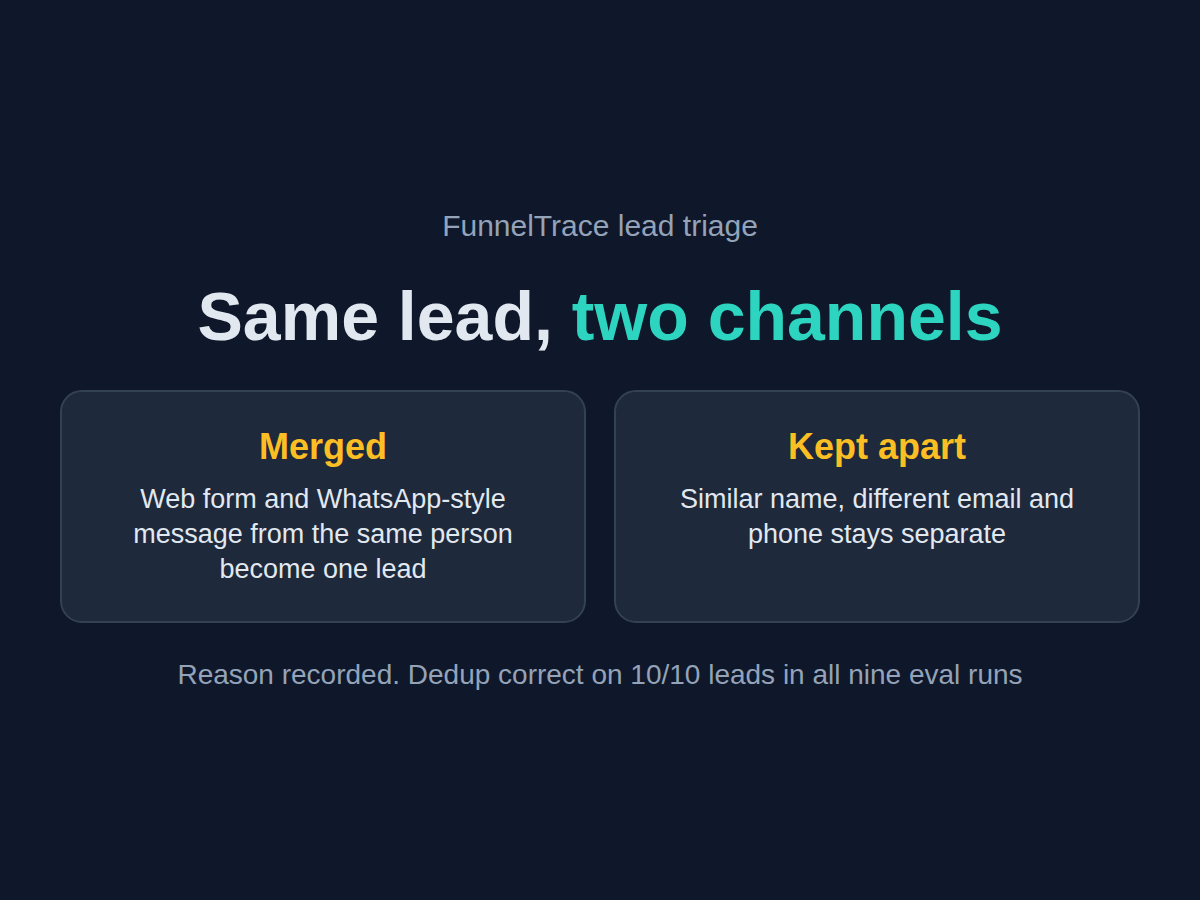 FunnelTrace lead triage
Same lead, two channels
Merged
Web form and WhatsApp-style
message from the same person
become one lead
Kept apart
Similar name, different email and
phone stays separate
Reason recorded. Dedup correct on 10/10 leads in all nine eval runs